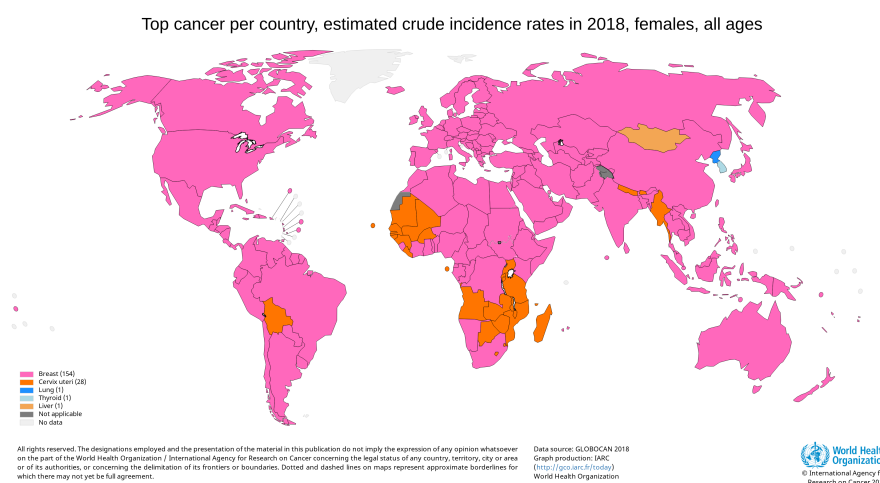 Top cancer per country, estimated crude incidence rates in 2018, females, all ages
Breast (154)
Cervix uteri (28)
Lung (1)
Thyroid (1)
Liver (1)
Not applicable
No data
All rights reserved. The designations employed and the presentation of the material in this publication do not imply the expression of any opinion whatsoever
on the part of the World Health Organization / International Agency for Research on Cancer concerning the legal status of any country, territory, city or area
or of its authorities, or concerning the delimitation of its frontiers or boundaries. Dotted and dashed lines on maps represent approximate borderlines for
which there may not yet be full agreement.
Data source: GLOBOCAN 2018
Graph production: IARC
(http://gco.iarc.fr/today)
World Health Organization
World Health
Organizatio
© International Agency f
Research on Cancer 20